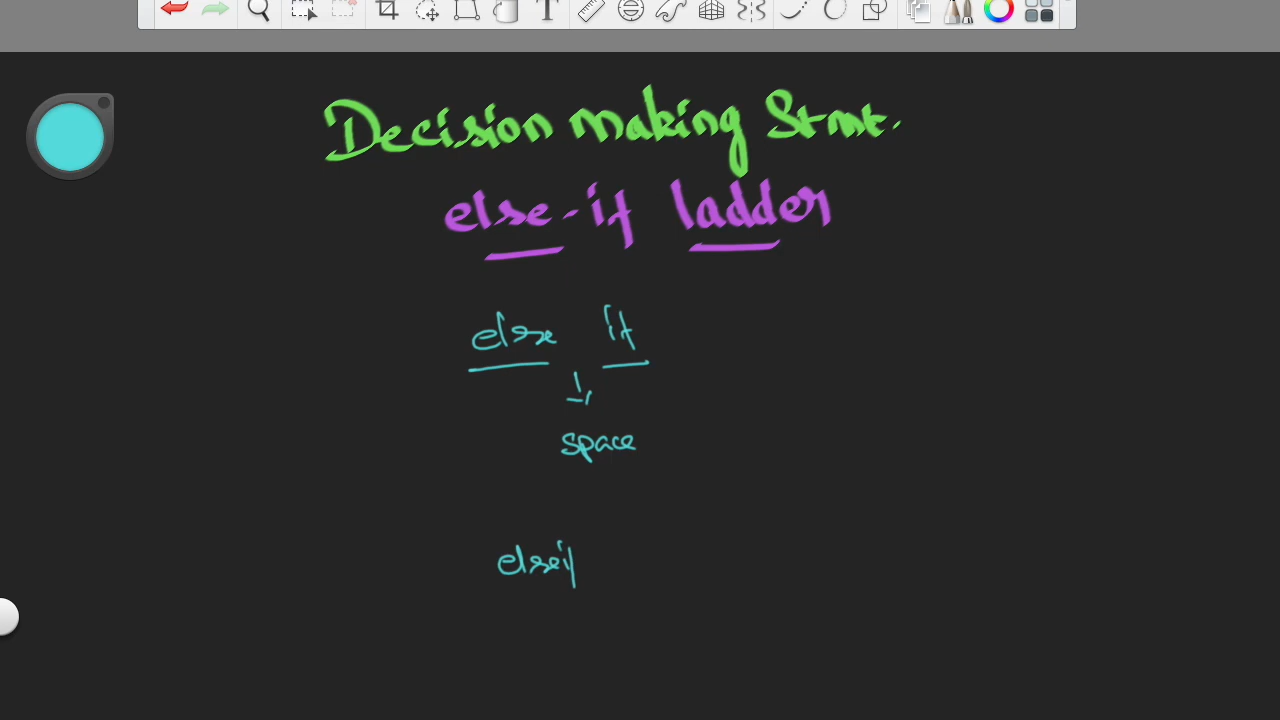 Decision making Stmt.
else-if ladder
else if
space
elseif